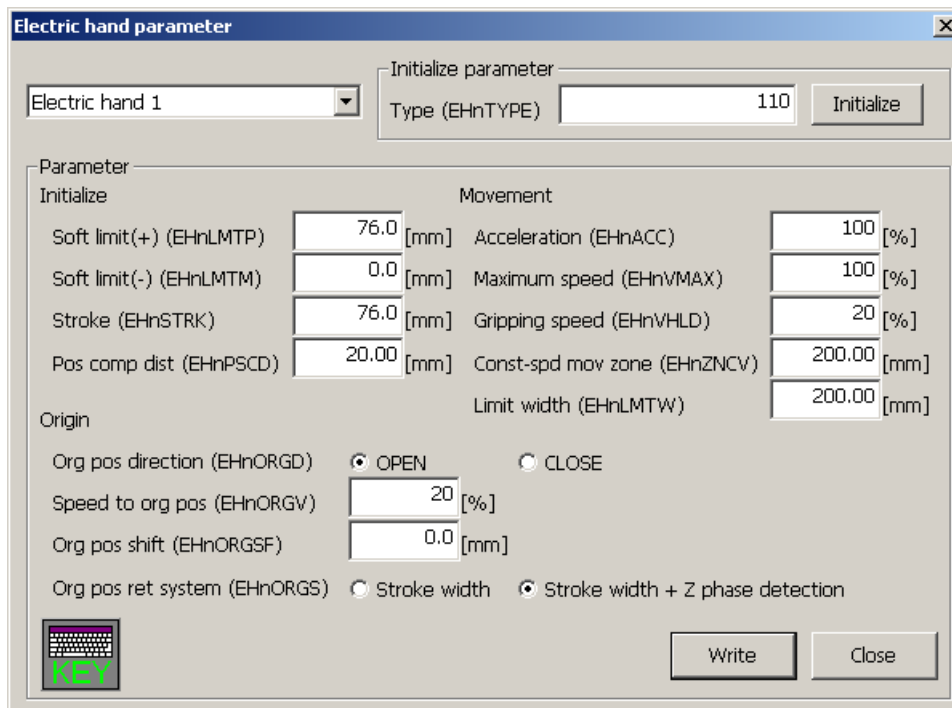 Electric hand parameter
Initialize parameter
Electric hand 1
Type (EHnTYPE) 110 Initialize
Parameter
Initialize Movement
Soft limit(+) (EHnLMTP) 76.0 [mm] Acceleration (EHnACC) 100 [%]
Soft limit(-) (EHnLMTM) 0.0 [mm] Maximum speed (EHnVMAX) 100 [%]
Stroke (EHnSTRK) 76.0 [mm] Gripping speed (EHnVHLD) 20 [%]
Pos comp dist (EHnPSCD) 20.00 [mm] Const-spd mov zone (EHnZNCV) 200.00 [mm]
Limit width (EHnLMTW) 200.00 [mm]
Origin
Org pos direction (EHnORGD) OPEN CLOSE
Speed to org pos (EHnORGV) 20 [%]
Org pos shift (EHnORGSF) 0.0 [mm]
Org pos ret system (EHnORGS) Stroke width Stroke width + Z phase detection
KEY
Write Close